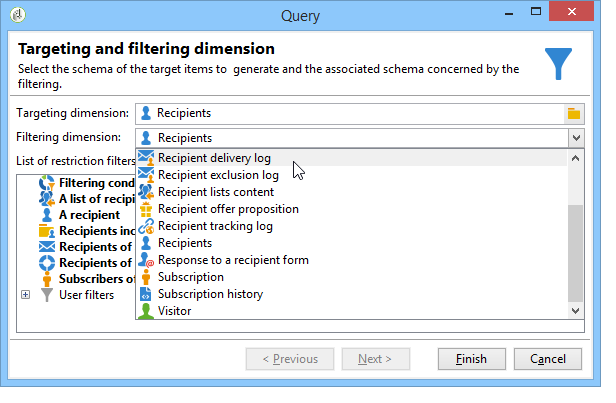 Query
Targeting and filtering dimension
Select the schema of the target items to generate and the associated schema concerned by the
filtering.
Targeting dimension:
Recipients
Filtering dimension:
Recipients
List of restriction filters
Recipient delivery log
Recipient exclusion log
Recipient lists content
Recipient offer proposition
Recipient tracking log
Recipients
Response to a recipient form
Subscription
Subscription history
Visitor
Filtering cond
A list of recipi
A recipient
Recipients inc
Recipients of
Recipients of
Subscribers of
User filters
< Previous
Next >
Finish
Cancel